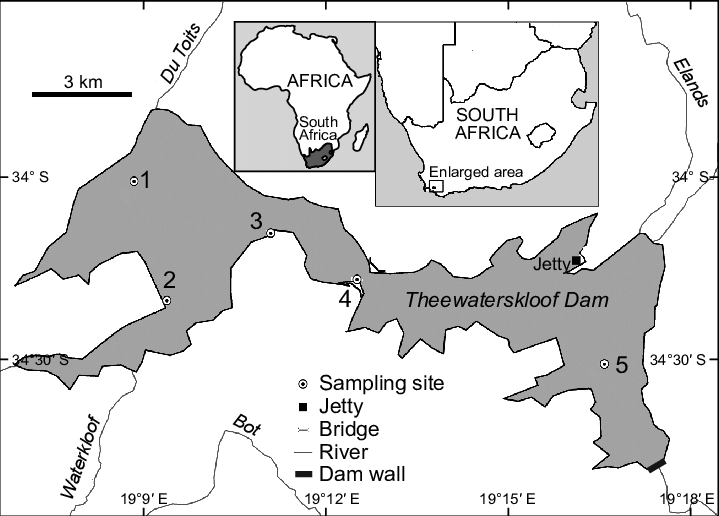 Du Toits
Elands
3 km
AFRICA
South
Africa
SOUTH
AFRICA
Enlarged area
34° S
34° S
1
3
2
4
Jetty
Theewaterskloof Dam
34°30′ S
34°30′ S
5
Sampling site
Jetty
Bridge
River
Dam wall
Waterkloof
Bot
19°9′ E
19°12′ E
19°15′ E
19°18′ E